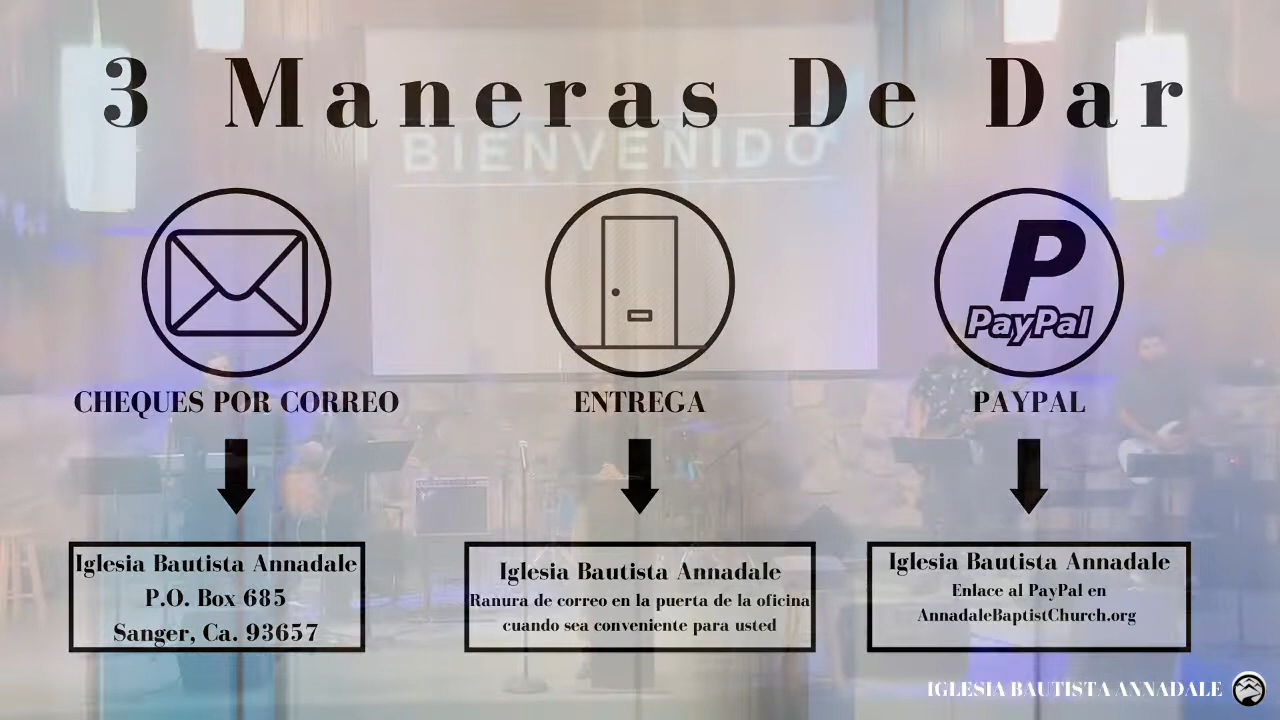 3 Maneras De Dar
BIENVENIDO
PayPal
CHEQUES POR CORREO
ENTREGA
PAYPAL
Iglesia Bautista Annadale
P.O. Box 685
Sanger, Ca. 93657
Iglesia Bautista Annadale
Ranura de correo en la puerta de la oficina
cuando sea conveniente para usted
Iglesia Bautista Annadale
Enlace al PayPal en
AnnadaleBaptistChurch.org
IGLESIA BAUTISTA ANNADALE